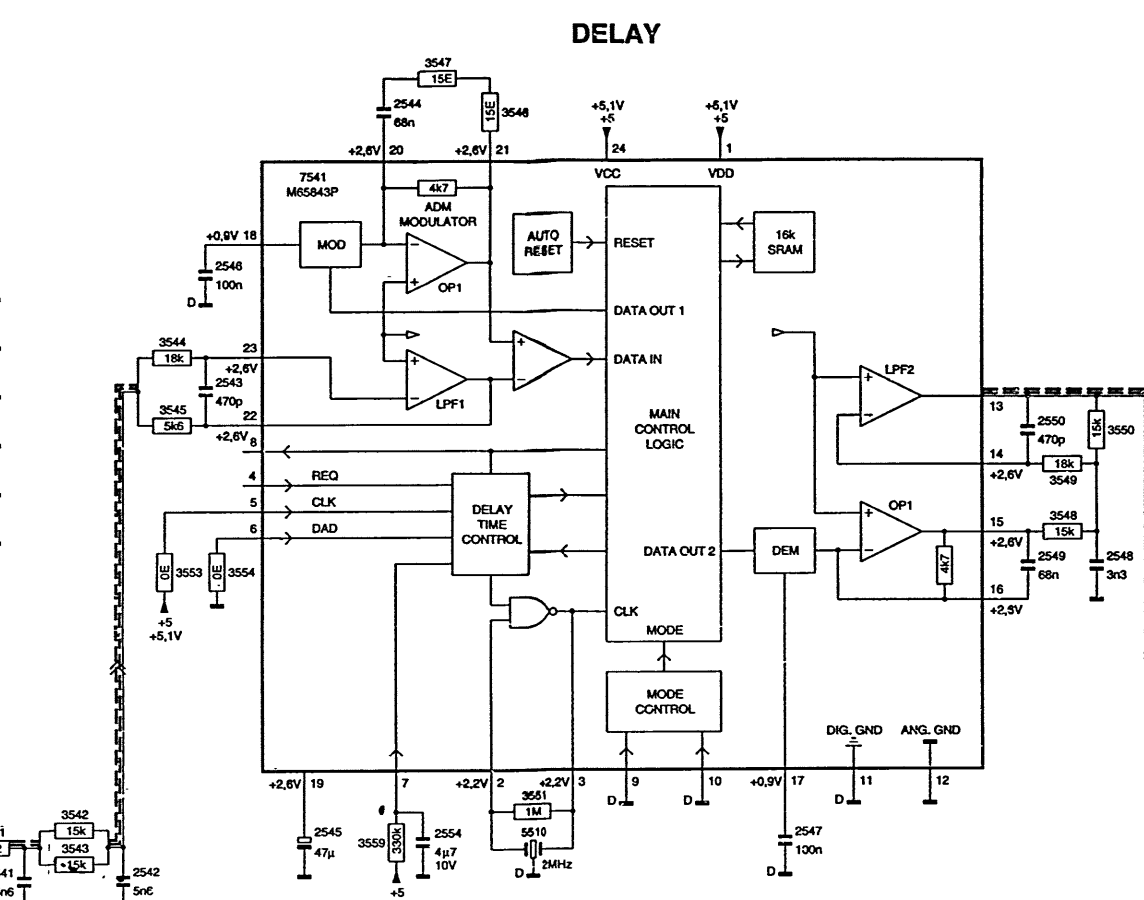 DELAY
3547
15E
2544
68n
15E
3546
+5,1V
+5
+5,1V
+5
+2,6V 20
+2,6V 21
24
1
VCC
VDD
7541
M65843P
4k7
ADM
MODULATOR
+0,9V 18
MOD
OP1
AUTO
RESET
RESET
16k
SRAM
2546
100n
D
DATA OUT 1
3544
18k
23
+2,6V
2543
470p
3545
5k6
22
+2,6V
LPF1
DATA IN
LPF2
MAIN
CONTROL
LOGIC
13
2550
470p
15k
3550
14
+2,6V
18k
3549
8
4
REQ
5
CLK
6
DAD
DELAY
TIME
CONTROL
OP1
15
+2,6V
3548
15k
DATA OUT 2
DEM
4k7
2549
68n
2548
3n3
16
0E
3553
0E
3554
+5
+5,1V
CLK
MODE
MODE
CONTROL
DIG. GND
ANG. GND
+2,6V 19
7
+2,2V 2
+2,2V 3
9
10
+0,9V 17
11
12
D
D
D
3551
1M
5510
2MHz
D
2545
47µ
3559
330k
+5
2554
4µ7
10V
2547
100n
D
3542
15k
3543
15k
2542